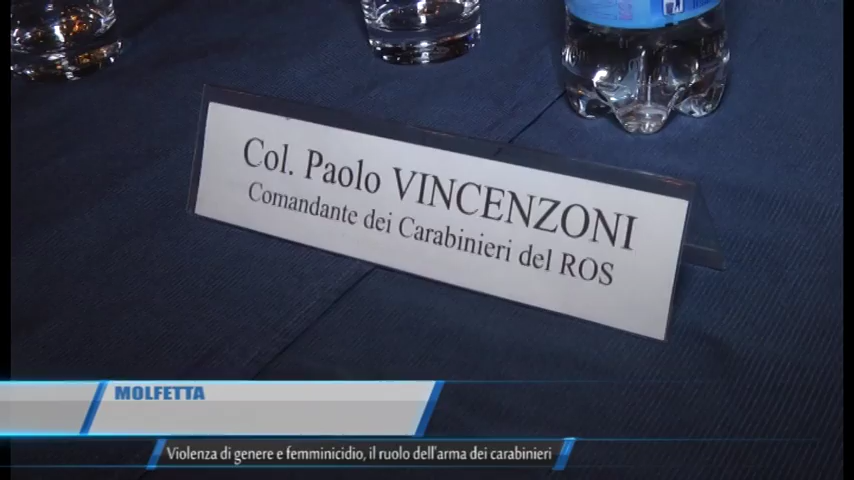 Col. Paolo VINCENZONI
Comandante dei Carabinieri del ROS
MOLFETTA
Violenza di genere e femminicidio, il ruolo dell'arma dei carabinieri